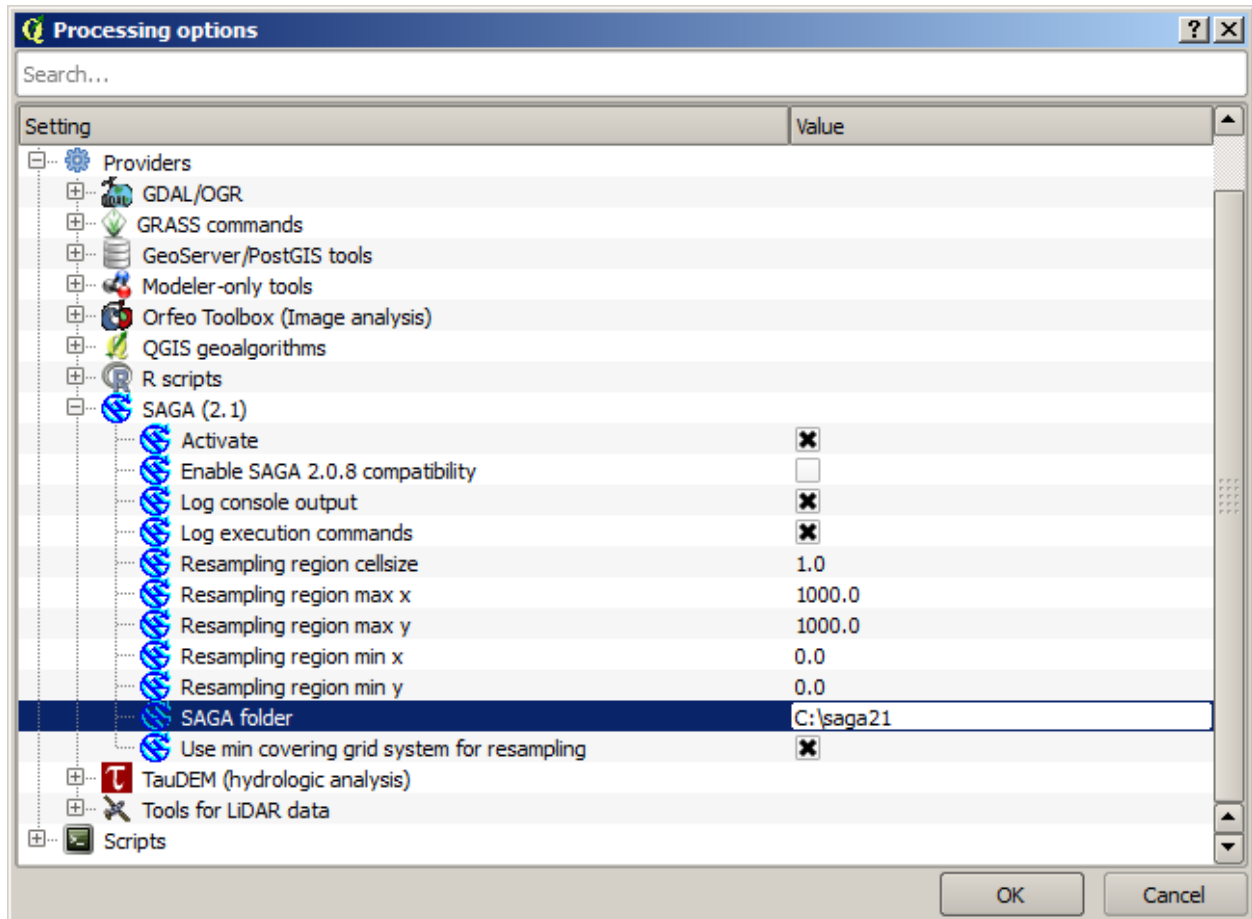 Processing options
Search...
Setting Value
Providers
GDAL/OGR
GRASS commands
GeoServer/PostGIS tools
Modeler-only tools
Orfeo Toolbox (Image analysis)
QGIS geoalgorithms
R scripts
SAGA (2.1)
Activate
Enable SAGA 2.0.8 compatibility
Log console output
Log execution commands
Resampling region cellsize 1.0
Resampling region max x 1000.0
Resampling region max y 1000.0
Resampling region min x 0.0
Resampling region min y 0.0
SAGA folder C:\saga21
Use min covering grid system for resampling
TauDEM (hydrologic analysis)
Tools for LiDAR data
Scripts
OK Cancel